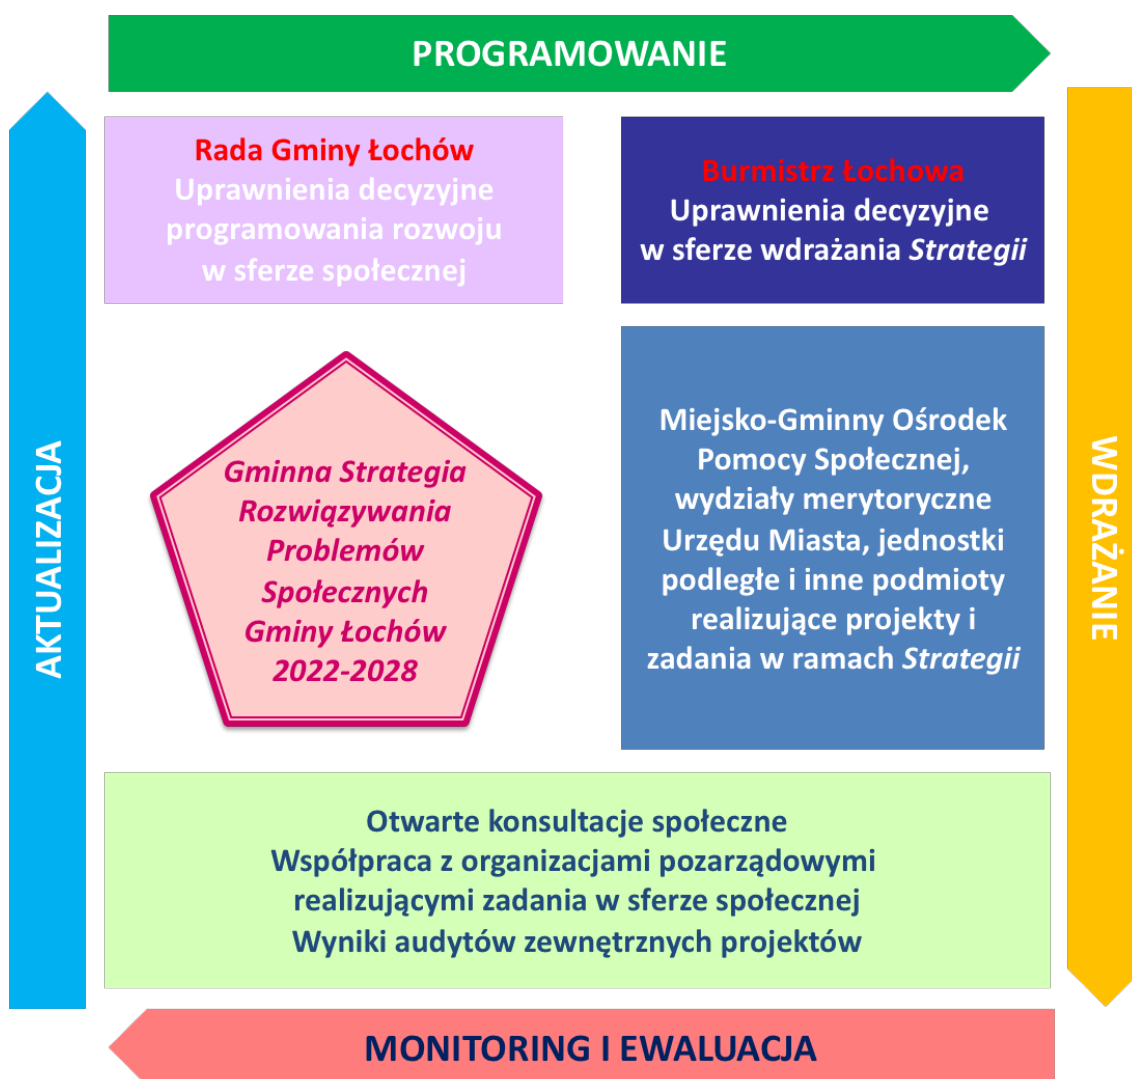 PROGRAMOWANIE
Rada Gminy Łochów
Uprawnienia decyzyjne
programowania rozwoju
w sferze społecznej
Burmistrz Łochowa
Uprawnienia decyzyjne
w sferze wdrażania Strategii
AKTUALIZACJA
Gminna Strategia
Rozwiązywania
Problemów
Społecznych
Gminy Łochów
2022-2028
Miejsko-Gminny Ośrodek
Pomocy Społecznej,
wydziały merytoryczne
Urzędu Miasta, jednostki
podległe i inne podmioty
realizujące projekty i
zadania w ramach Strategii
WDRAŻANIE
Otwarte konsultacje społeczne
Współpraca z organizacjami pozarządowymi
realizującymi zadania w sferze społecznej
Wyniki audytów zewnętrznych projektów
MONITORING I EWALUACJA